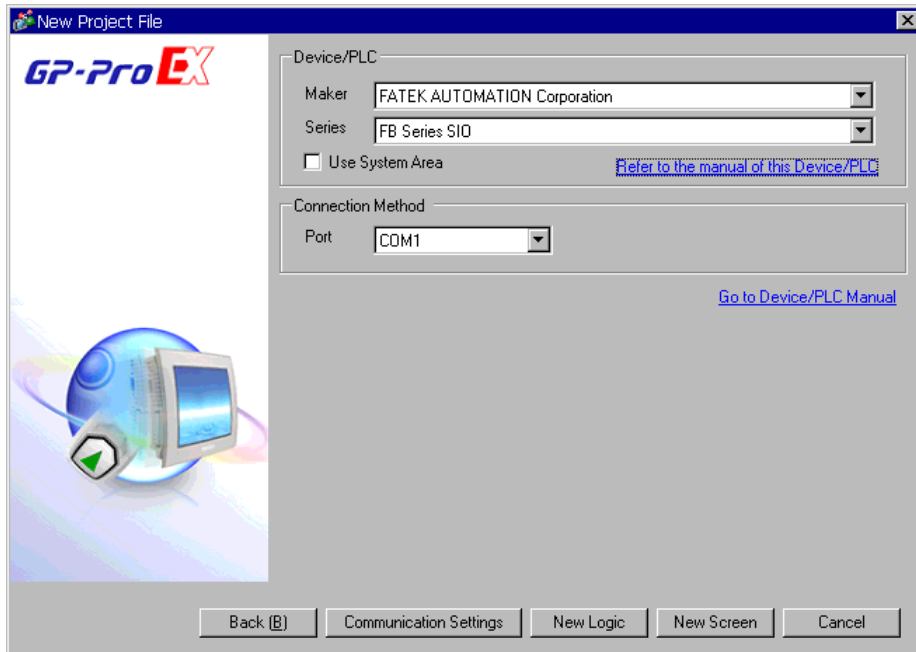 New Project File
GP-Pro EX
Device/PLC
Maker FATEK AUTOMATION Corporation
Series FB Series SIO
Use System Area Refer to the manual of this Device/PLC
Connection Method
Port COM1
Go to Device/PLC Manual
Back (B) Communication Settings New Logic New Screen Cancel